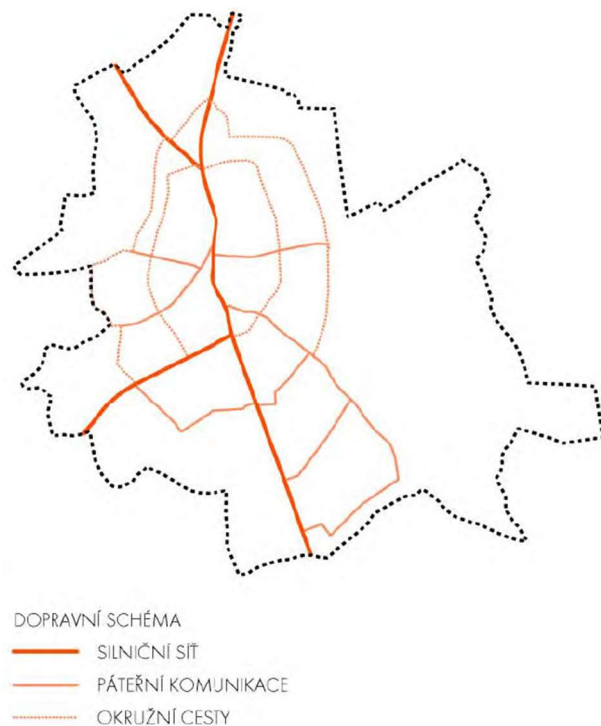 DOPRAVNÍ SCHÉMA
SILNIČNÍ SÍŤ
PÁTEŘNÍ KOMUNIKACE
OKRUŽNÍ CESTY